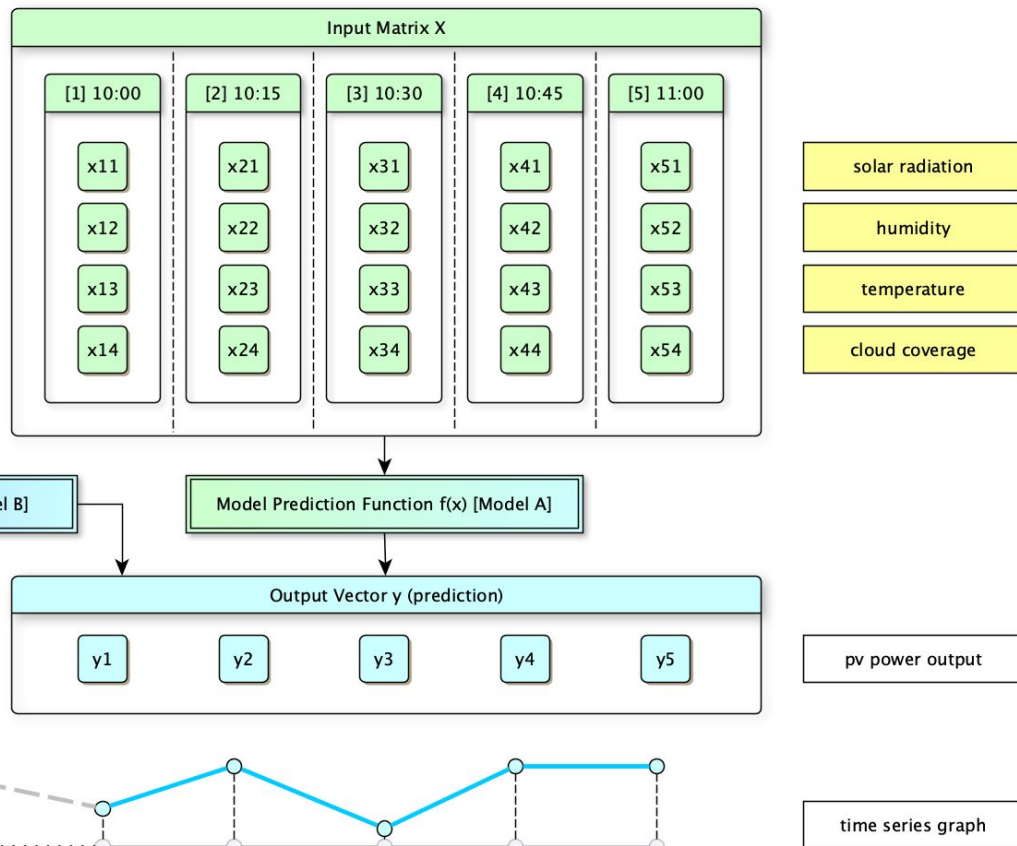 Input Matrix X
[1] 10:00 [2] 10:15 [3] 10:30 [4] 10:45 [5] 11:00
x11 x21 x31 x41 x51 solar radiation
x12 x22 x32 x42 x52 humidity
x13 x23 x33 x43 x53 temperature
x14 x24 x34 x44 x54 cloud coverage
B] Model Prediction Function f(x) [Model A]
Output Vector y (prediction)
y1 y2 y3 y4 y5 pv power output
time series graph